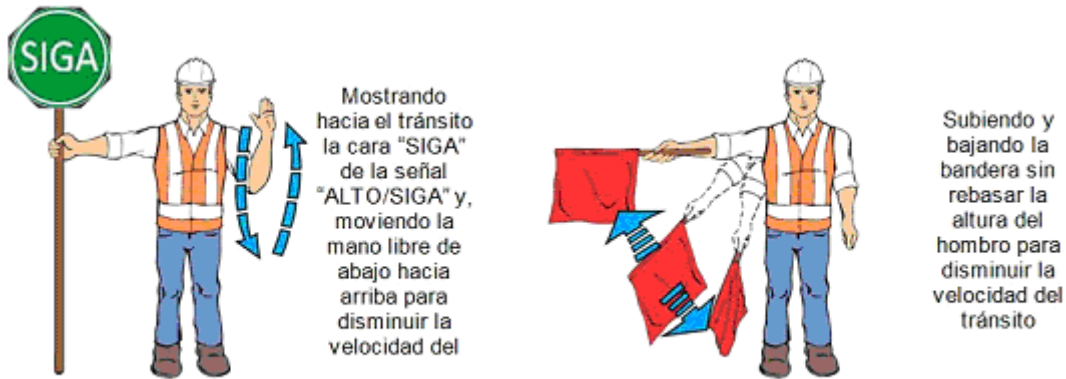 SIGA
Mostrando
hacia el tránsito
la cara "SIGA"
de la señal
"ALTO/SIGA" y,
moviendo la
mano libre de
abajo hacia
arriba para
disminuir la
velocidad del
Subiendo y
bajando la
bandera sin
rebasar la
altura del
hombro para
disminuir la
velocidad del
tránsito